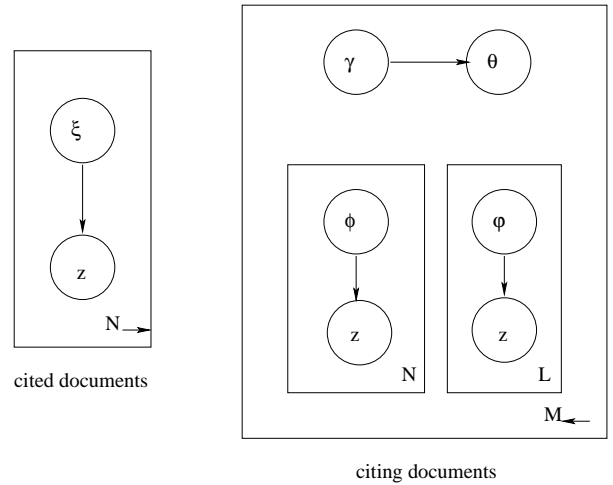 ξ
z
N
cited documents
γ
θ
ϕ
z
N
φ
z
L
M
citing documents